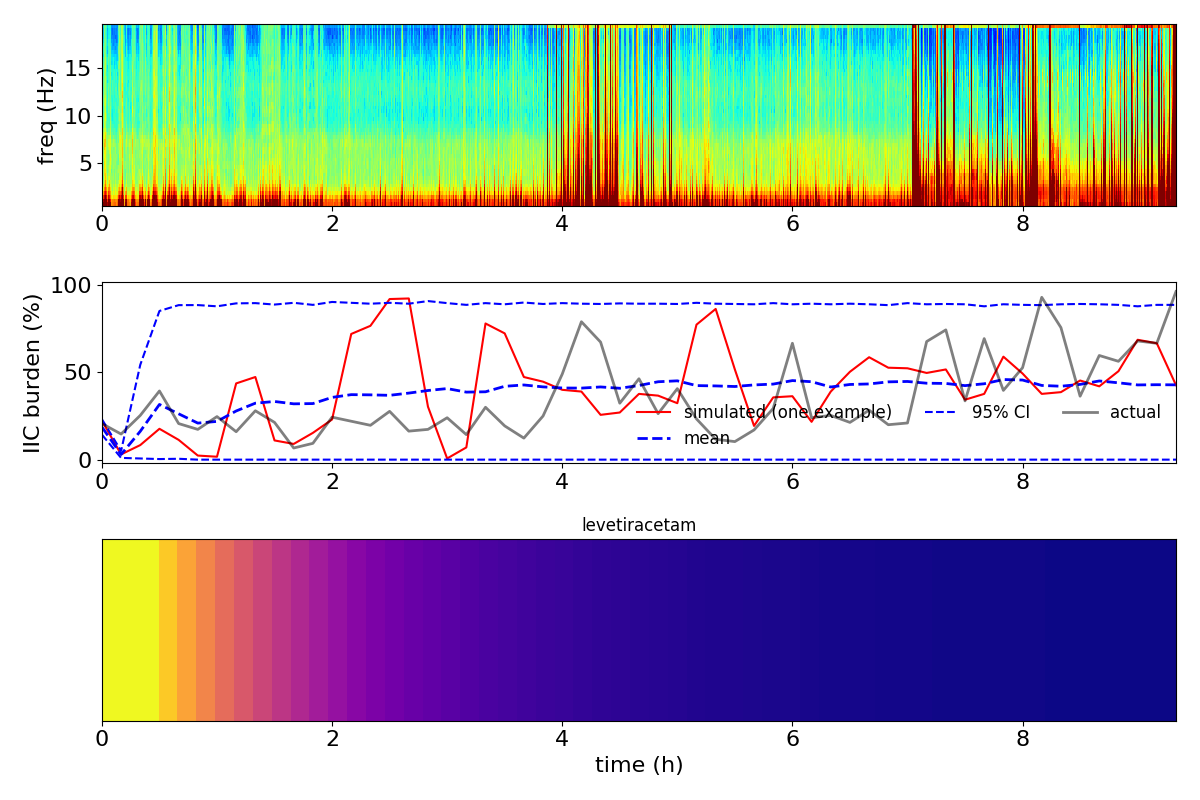 freq (Hz)
15
10
5
0 2 4 6 8
IIC burden (%)
100
50
0
simulated (one example) 95% CI actual
mean
0 2 4 6 8
levetiracetam
0 2 4 6 8
time (h)